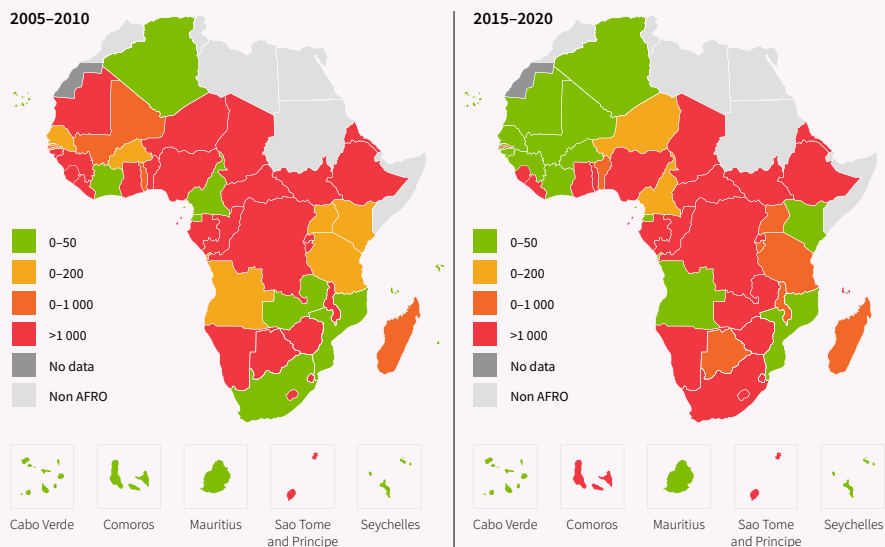 2005–2010
0–50
0–200
0–1 000
>1 000
No data
Non AFRO
Cabo Verde
Comoros
Mauritius
Sao Tome
and Principe
Seychelles
2015–2020
0–50
0–200
0–1 000
>1 000
No data
Non AFRO
Cabo Verde
Comoros
Mauritius
Sao Tome
and Principe
Seychelles